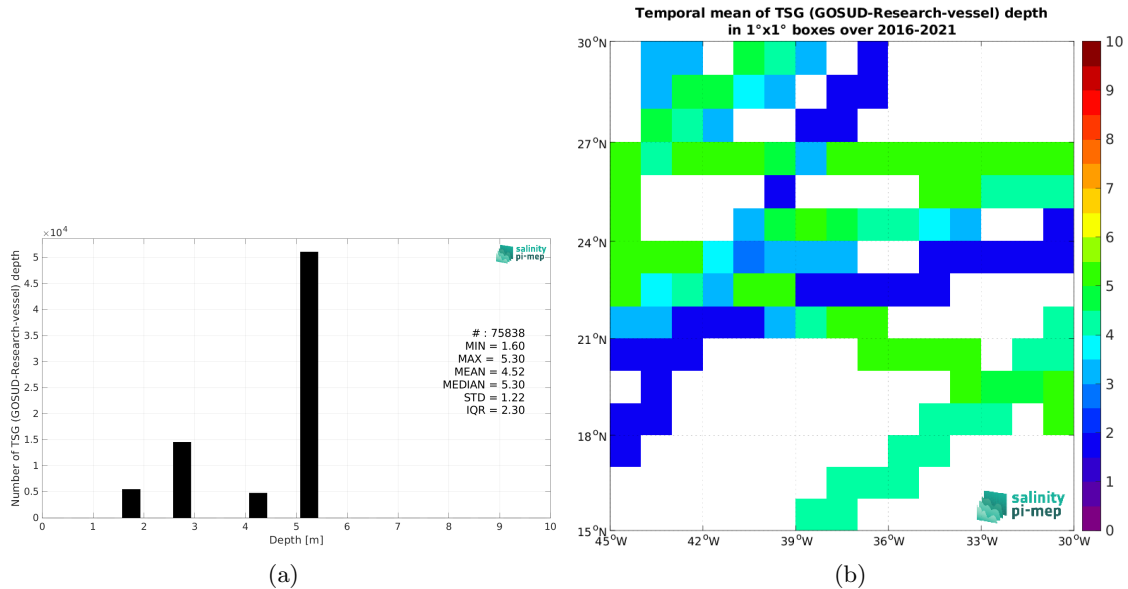 ×10⁴
5
4.5
4
3.5
3
2.5
2
1.5
1
0.5
0
Number of TSG (GOSUD-Research-vessel) depth
0 1 2 3 4 5 6 7 8 9 10
Depth [m]
salinity
pi-mep
# : 75838
MIN = 1.60
MAX = 5.30
MEAN = 4.52
MEDIAN = 5.30
STD = 1.22
IQR = 2.30
(a)
Temporal mean of TSG (GOSUD-Research-vessel) depth
in 1°x1° boxes over 2016-2021
30°N
27°N
24°N
21°N
18°N
15°N
45°W 42°W 39°W 36°W 33°W 30°W
salinity
pi-mep
10
9
8
7
6
5
4
3
2
1
0
(b)